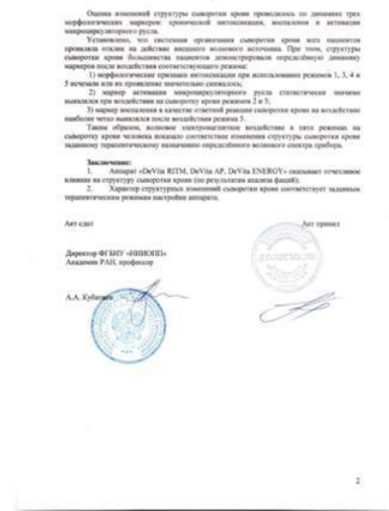 Оценка изменений структуры сыворотки крови проводилось по динамике трех
морфологических маркеров: хронической интоксикации, воспаления и активации
микроциркуляторного русла.
Установлено, что системная организация сыворотки крови всех пациентов
проявляла отклик на действие внешнего волнового источника. При этом, структуры
сыворотки крови большинства пациентов демонстрировали определённую динамику
маркеров после воздействия соответствующего режима:
1) морфологические признаки интоксикации при использовании режимов 1, 3, 4 и
5 исчезали или их проявление значительно снижалось;
2) маркер активации микроциркуляторного русла статистически значимо
выявлялся при воздействии на сыворотку крови режимов 2 и 5;
3) маркер воспаления в качестве ответной реакции сыворотки крови на воздействие
наиболее четко выявлялся после воздействия режима 5.
Таким образом, волновое электромагнитное воздействие в пяти режимах на
сыворотку крови человека показало соответствие изменения структуры сыворотки крови
заданному терапевтическому назначению определённого волнового спектра прибора.
Заключение:
1. Аппарат «DeVita RITM, DeVita AP, DeVita ENERGY» оказывает отчетливое
влияние на структуру сыворотки крови (по результатам анализа фаций);
2. Характер структурных изменений сыворотки крови соответствует заданным
терапевтическим режимам настройки аппарата.
Акт сдал Акт принял
Директор ФГБНУ «НИИОПП»
Академик РАН, профессор
А.А. Кубатиев
2